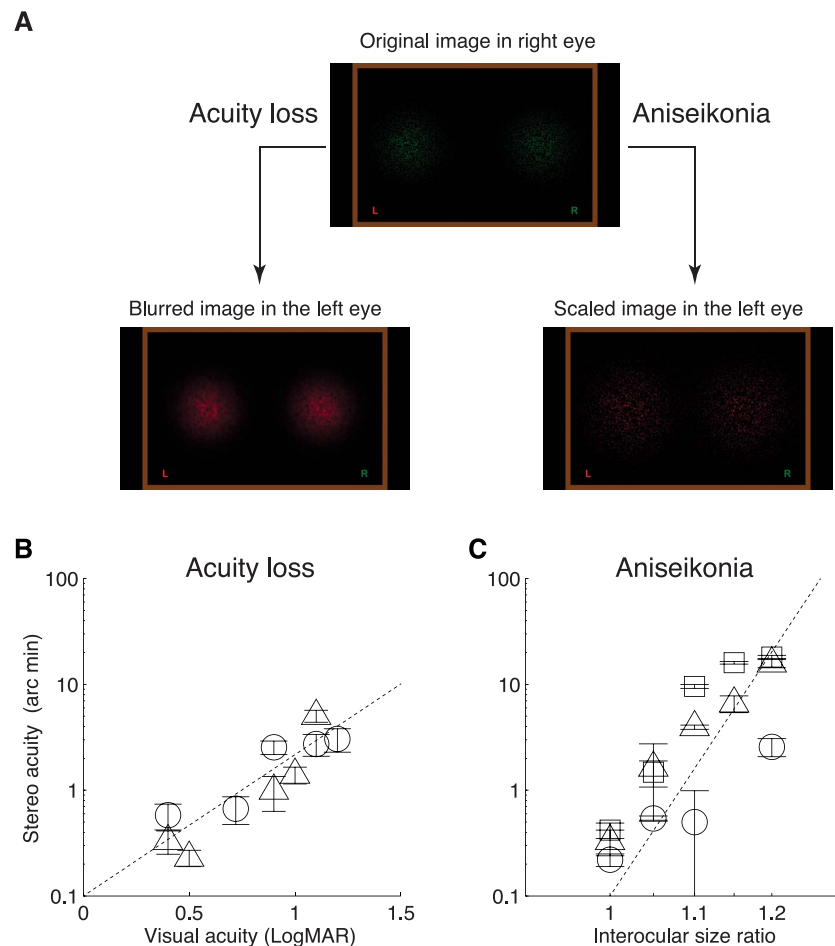 A
Original image in right eye
Acuity loss
Aniseikonia
L R
Blurred image in the left eye
Scaled image in the left eye
L R
L R
B
Acuity loss
100
10
1
0.1
Stereo acuity (arc min)
0 0.5 1 1.5
Visual acuity (LogMAR)
C
Aniseikonia
100
10
1
0.1
1 1.1 1.2
Interocular size ratio